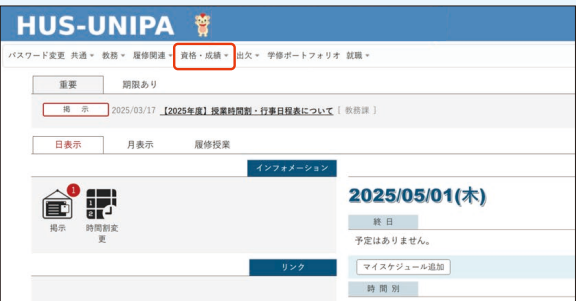 HUS-UNIPA
パスワード変更 共通 教務 履修関連 資格・成績 出欠 学修ポートフォリオ 就職
重要 期限あり
掲 示 2025/03/17 【2025年度】授業時間割・行事日程表について [ 教務課 ]
日表示 月表示 履修授業
インフォメーション
1
掲示 時間割変更
リンク
2025/05/01(木)
終日
予定はありません。
マイスケジュール追加
時間別